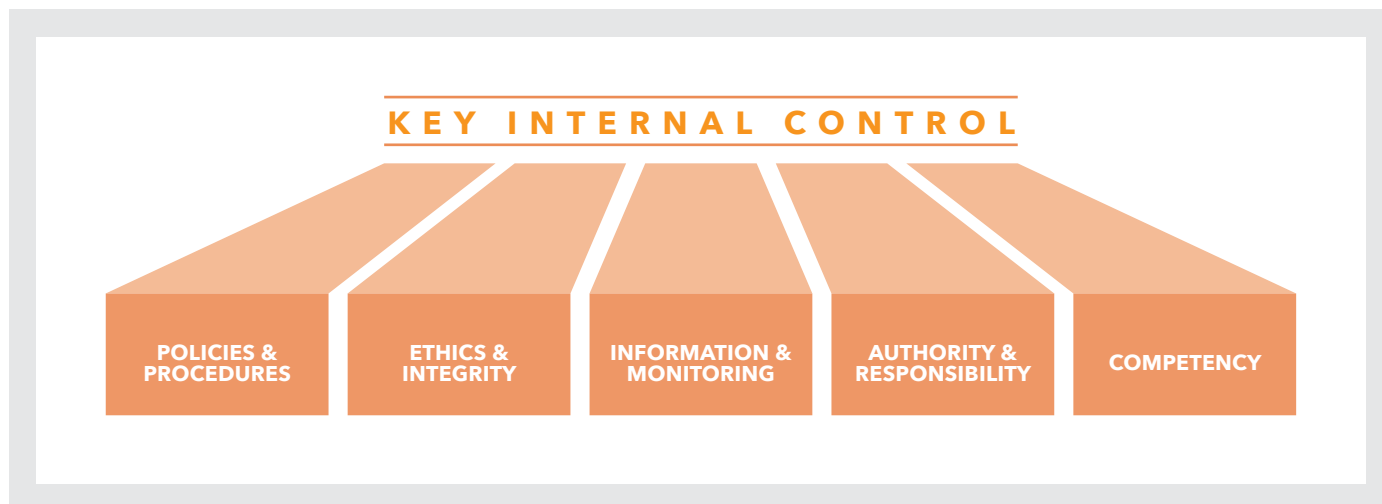 KEY INTERNAL CONTROL
POLICIES &
PROCEDURES
ETHICS &
INTEGRITY
INFORMATION &
MONITORING
AUTHORITY &
RESPONSIBILITY
COMPETENCY